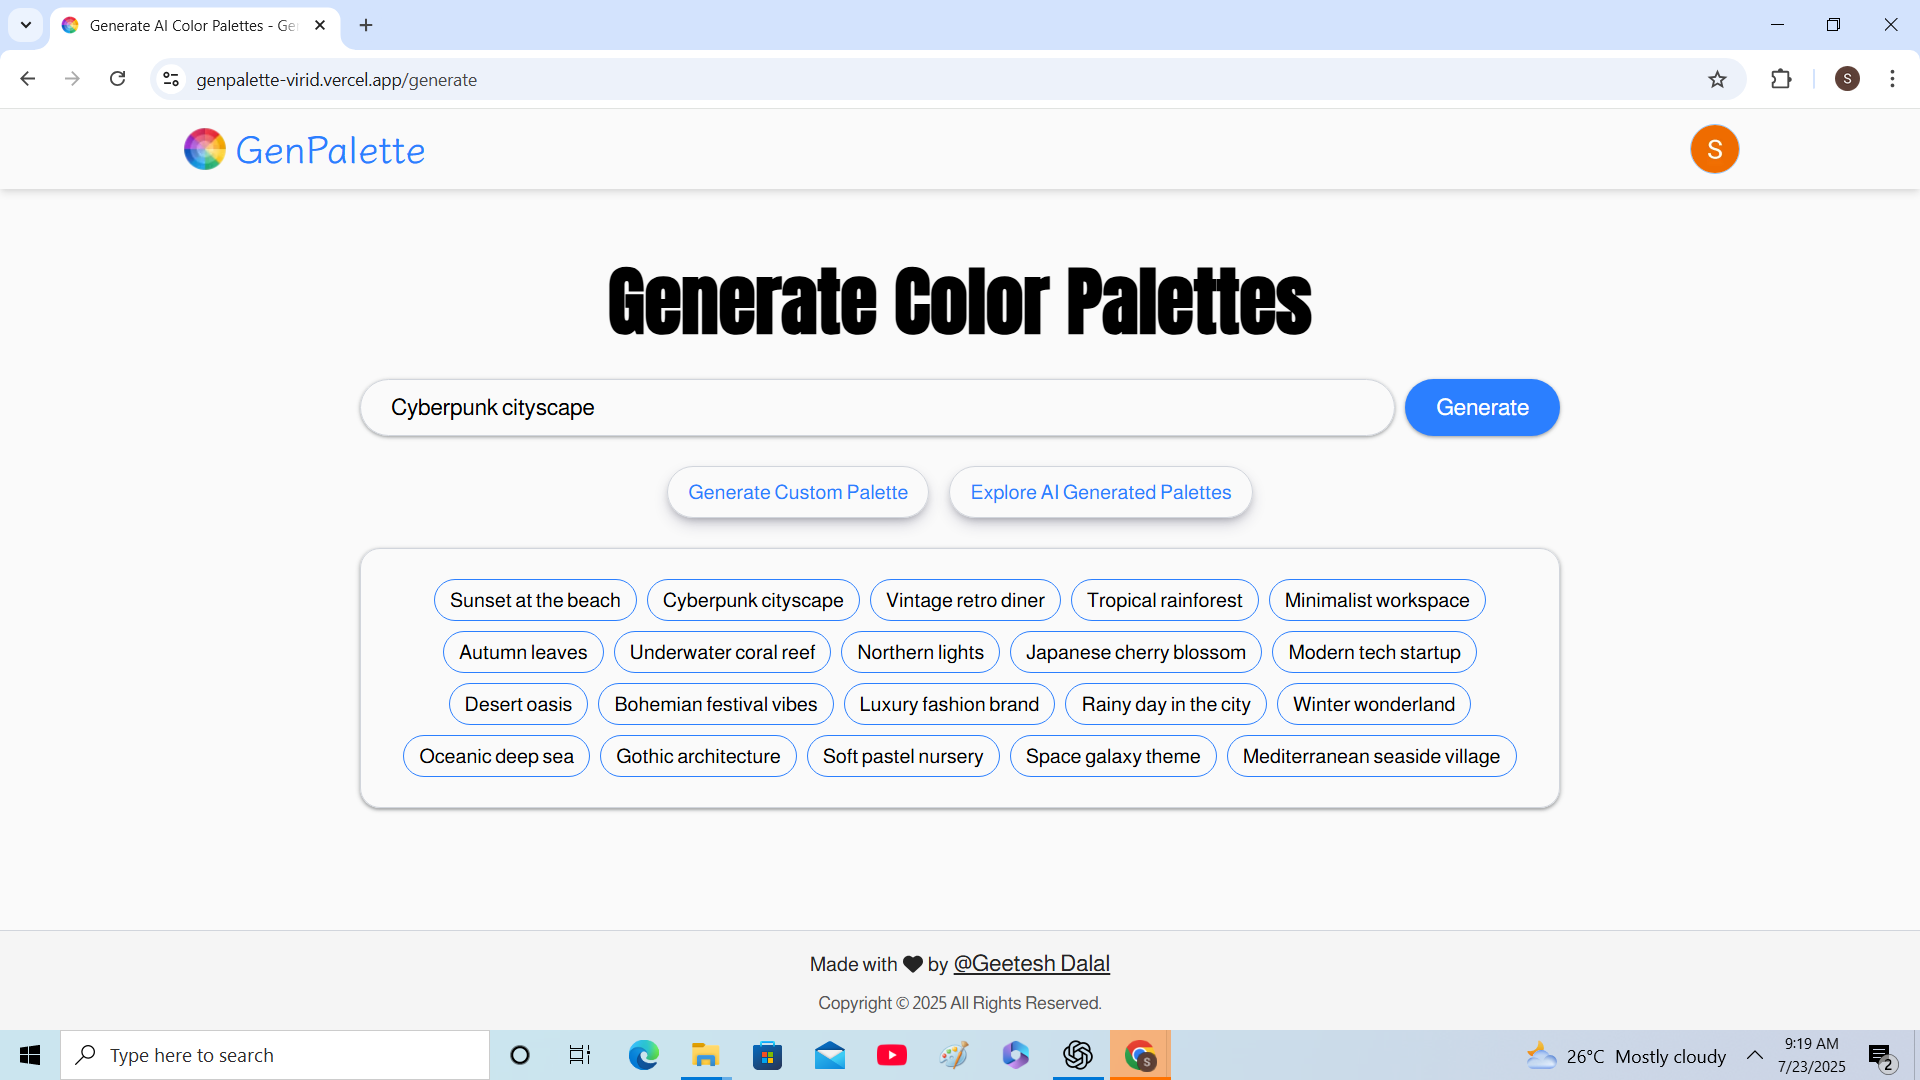 Generate AI Color Palettes - Ge
genpalette-virid.vercel.app/generate
S
GenPalette
S
Generate Color Palettes
Cyberpunk cityscape
Generate
Generate Custom Palette
Explore AI Generated Palettes
Sunset at the beach
Cyberpunk cityscape
Vintage retro diner
Tropical rainforest
Minimalist workspace
Autumn leaves
Underwater coral reef
Northern lights
Japanese cherry blossom
Modern tech startup
Desert oasis
Bohemian festival vibes
Luxury fashion brand
Rainy day in the city
Winter wonderland
Oceanic deep sea
Gothic architecture
Soft pastel nursery
Space galaxy theme
Mediterranean seaside village
Made with 🖤 by @Geetesh Dalal
Copyright © 2025 All Rights Reserved.
Type here to search
S
26°C Mostly cloudy
9:19 AM
7/23/2025
2